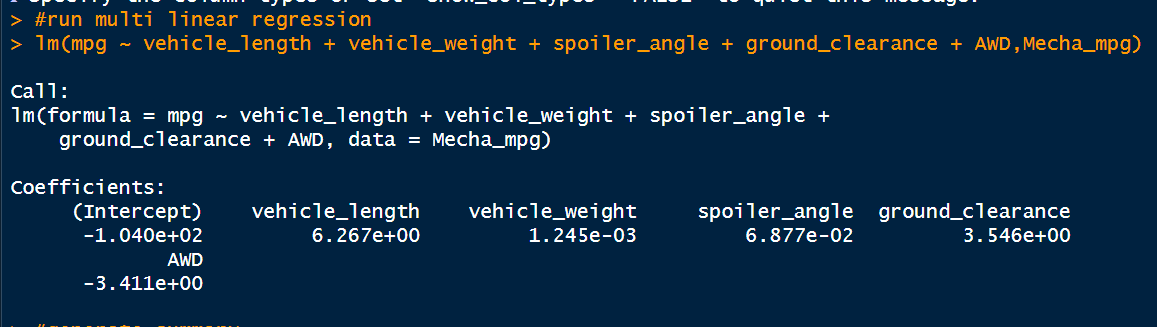 > #run multi linear regression
> lm(mpg ~ vehicle_length + vehicle_weight + spoiler_angle + ground_clearance + AWD,Mecha_mpg)
Call:
lm(formula = mpg ~ vehicle_length + vehicle_weight + spoiler_angle +
    ground_clearance + AWD, data = Mecha_mpg)
Coefficients:
     (Intercept)    vehicle_length    vehicle_weight     spoiler_angle  ground_clearance
      -1.040e+02         6.267e+00         1.245e-03         6.877e-02         3.546e+00
             AWD
      -3.411e+00